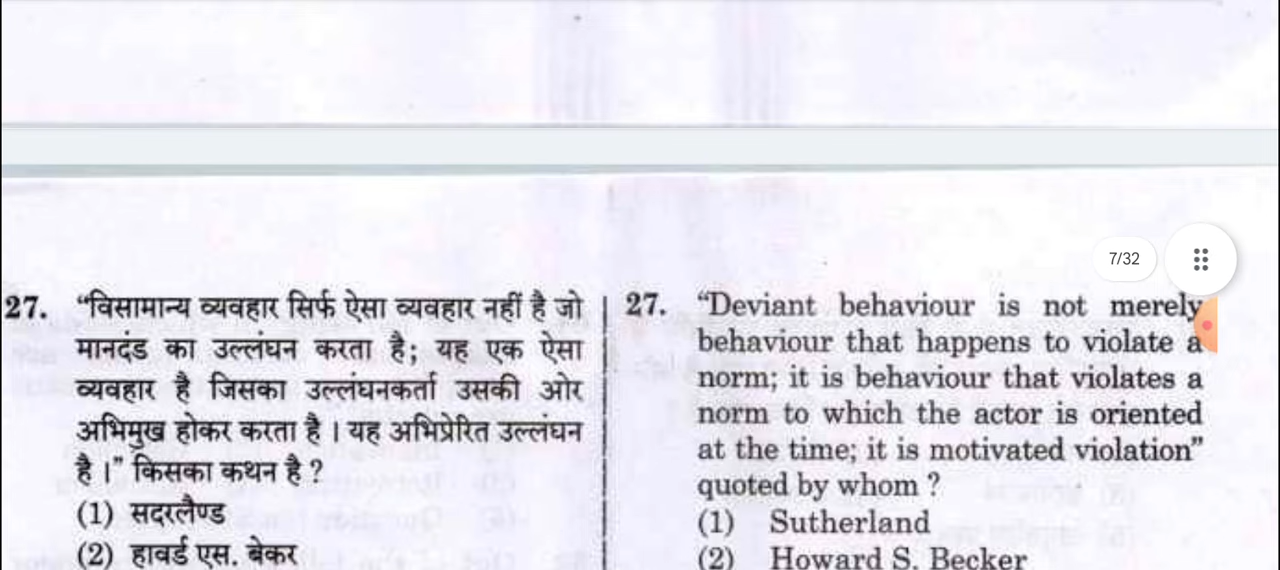 7/32
27. “विसामान्य व्यवहार सिर्फ ऐसा व्यवहार नहीं है जो
मानदंड का उल्लंघन करता है; यह एक ऐसा
व्यवहार है जिसका उल्लंघनकर्ता उसकी ओर
अभिमुख होकर करता है । यह अभिप्रेरित उल्लंघन
है ।” किसका कथन है ?
(1) सदरलैण्ड
(2) हावर्ड एस. बेकर
27. “Deviant behaviour is not merely
behaviour that happens to violate a
norm; it is behaviour that violates a
norm to which the actor is oriented
at the time; it is motivated violation”
quoted by whom ?
(1) Sutherland
(2) Howard S. Becker